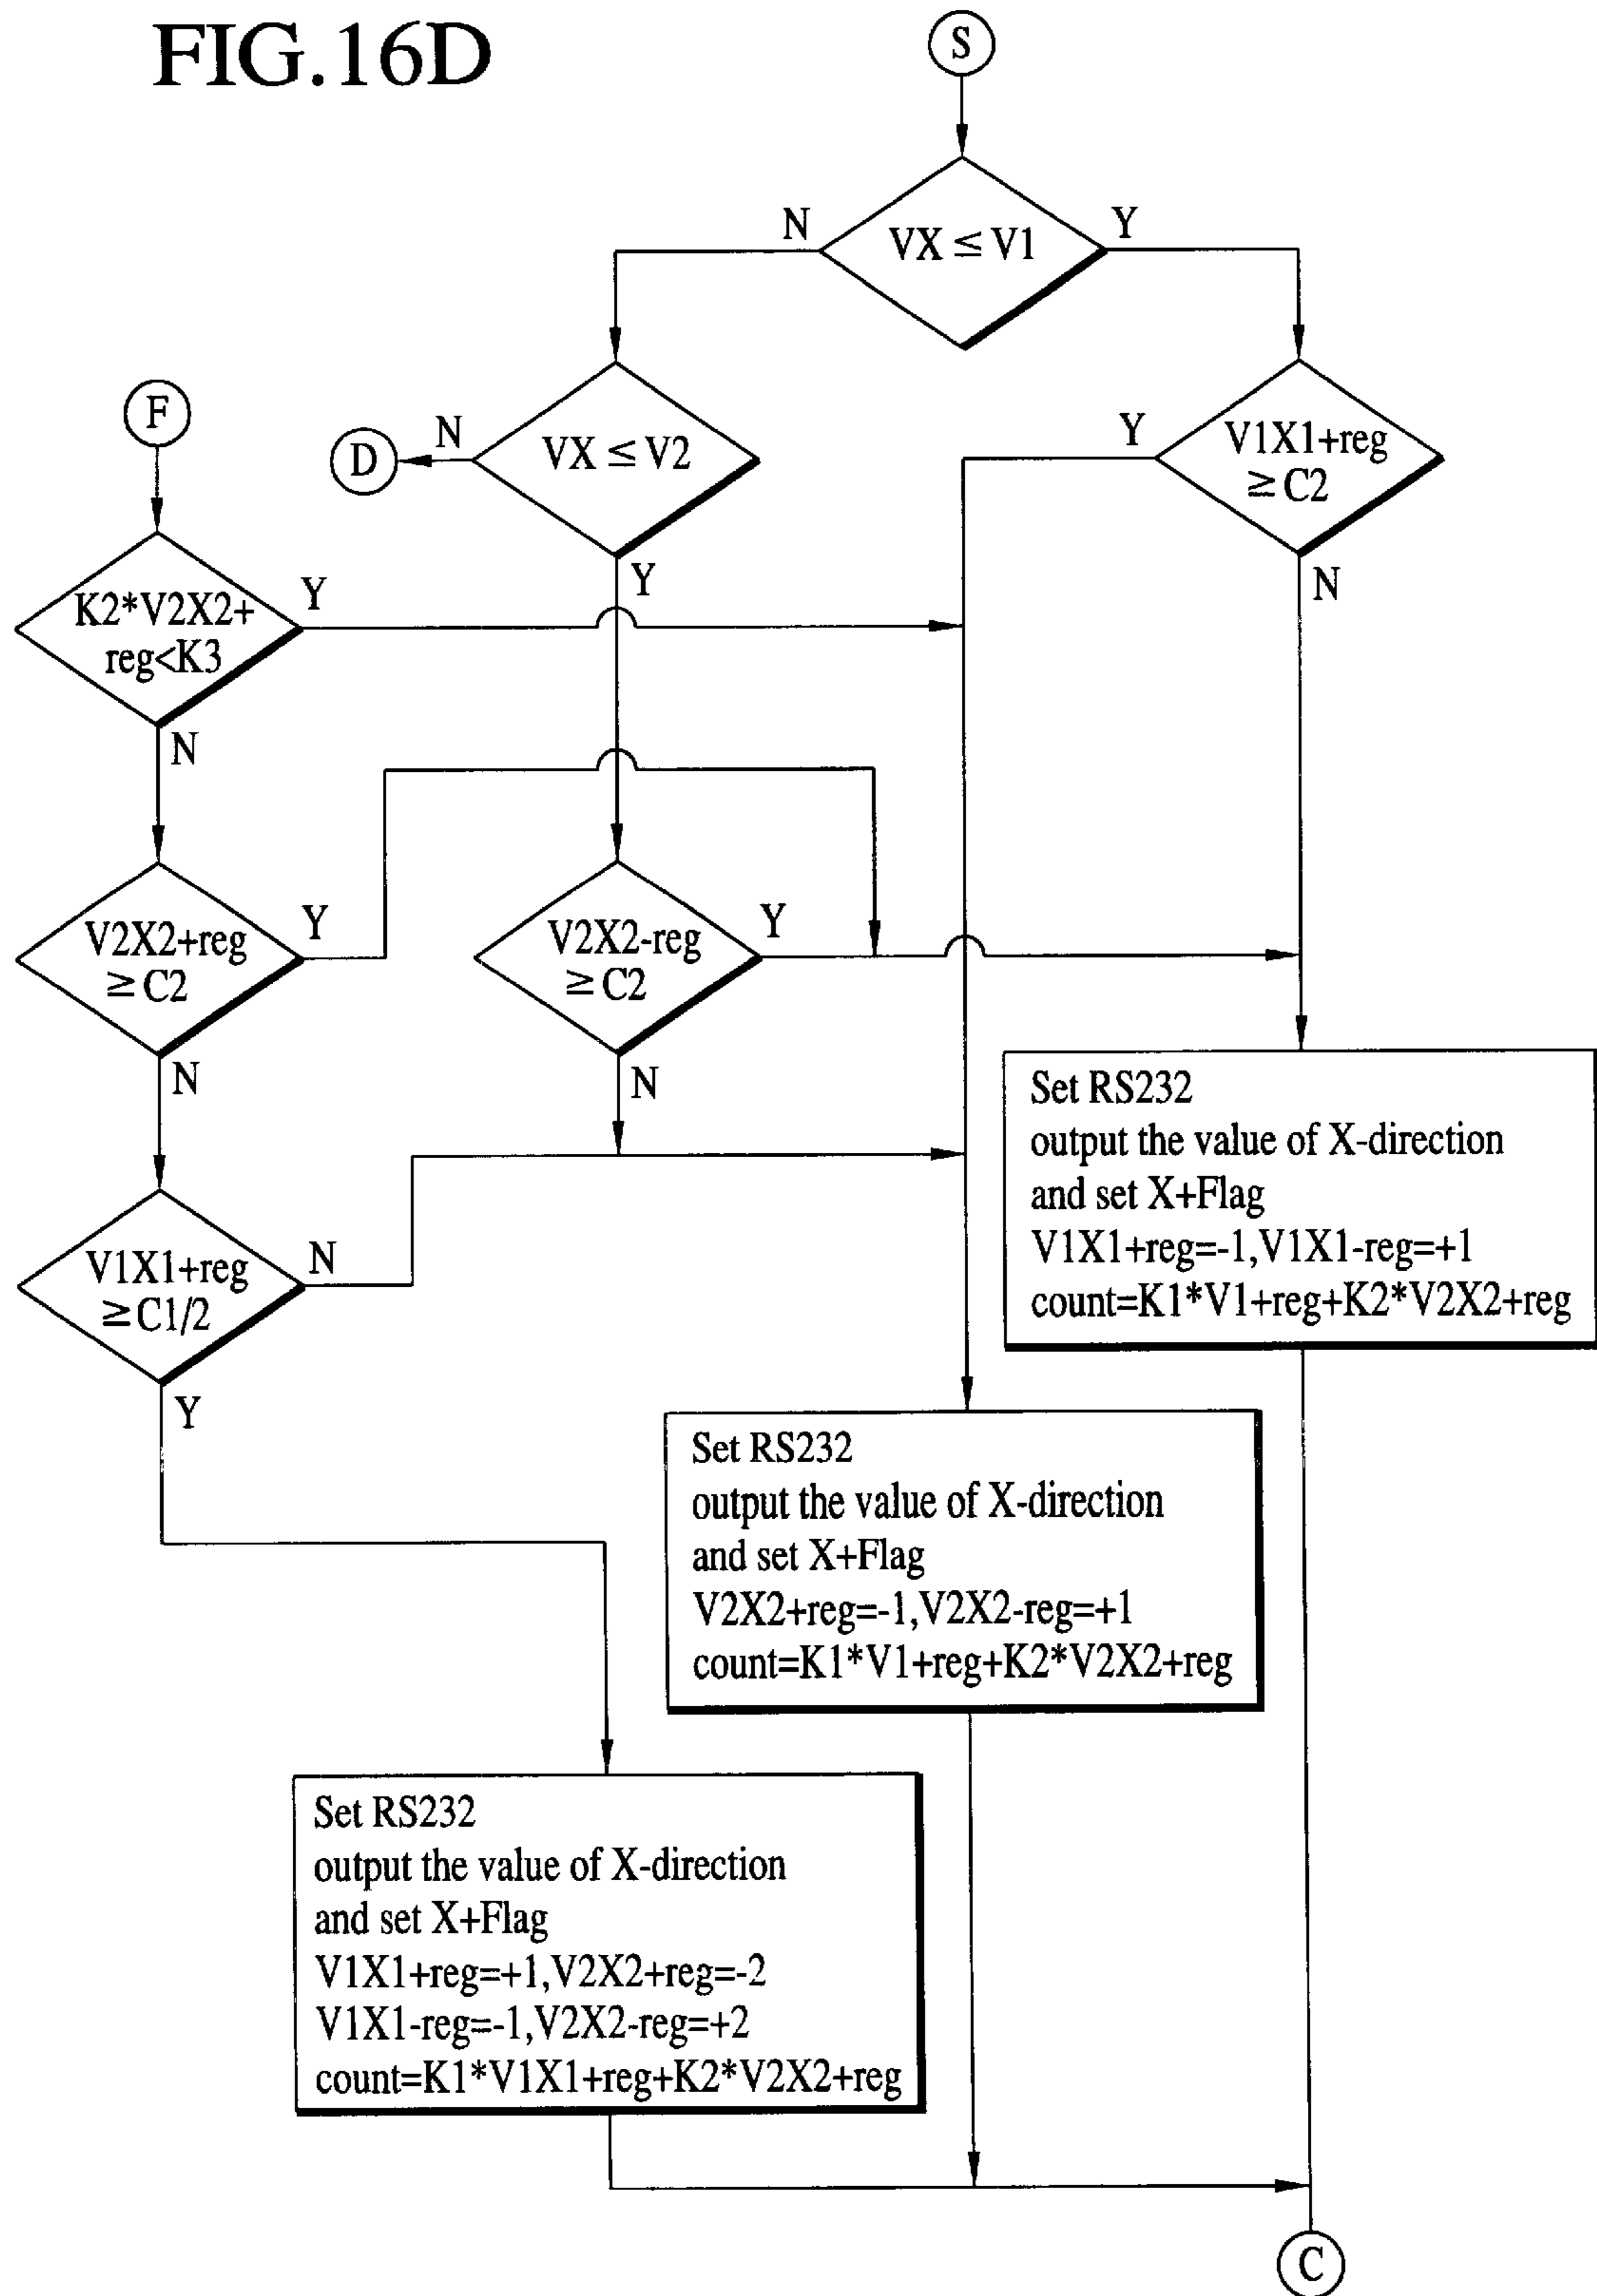 FIG.16D
S
VX ≦ V1
N
Y
F
D
N
VX ≦ V2
Y
V1X1+reg
≧C2
Y
N
K2*V2X2+
reg<K3
Y
N
V2X2+reg
≧C2
Y
N
V2X2-reg
≧C2
Y
N
V1X1+reg
≧C1/2
N
Y
Set RS232
output the value of X-direction
and set X+Flag
V1X1+reg=-1,V1X1-reg=+1
count=K1*V1+reg+K2*V2X2+reg
Set RS232
output the value of X-direction
and set X+Flag
V2X2+reg=-1,V2X2-reg=+1
count=K1*V1+reg+K2*V2X2+reg
Set RS232
output the value of X-direction
and set X+Flag
V1X1+reg=+1,V2X2+reg=-2
V1X1-reg=-1,V2X2-reg=+2
count=K1*V1X1+reg+K2*V2X2+reg
C